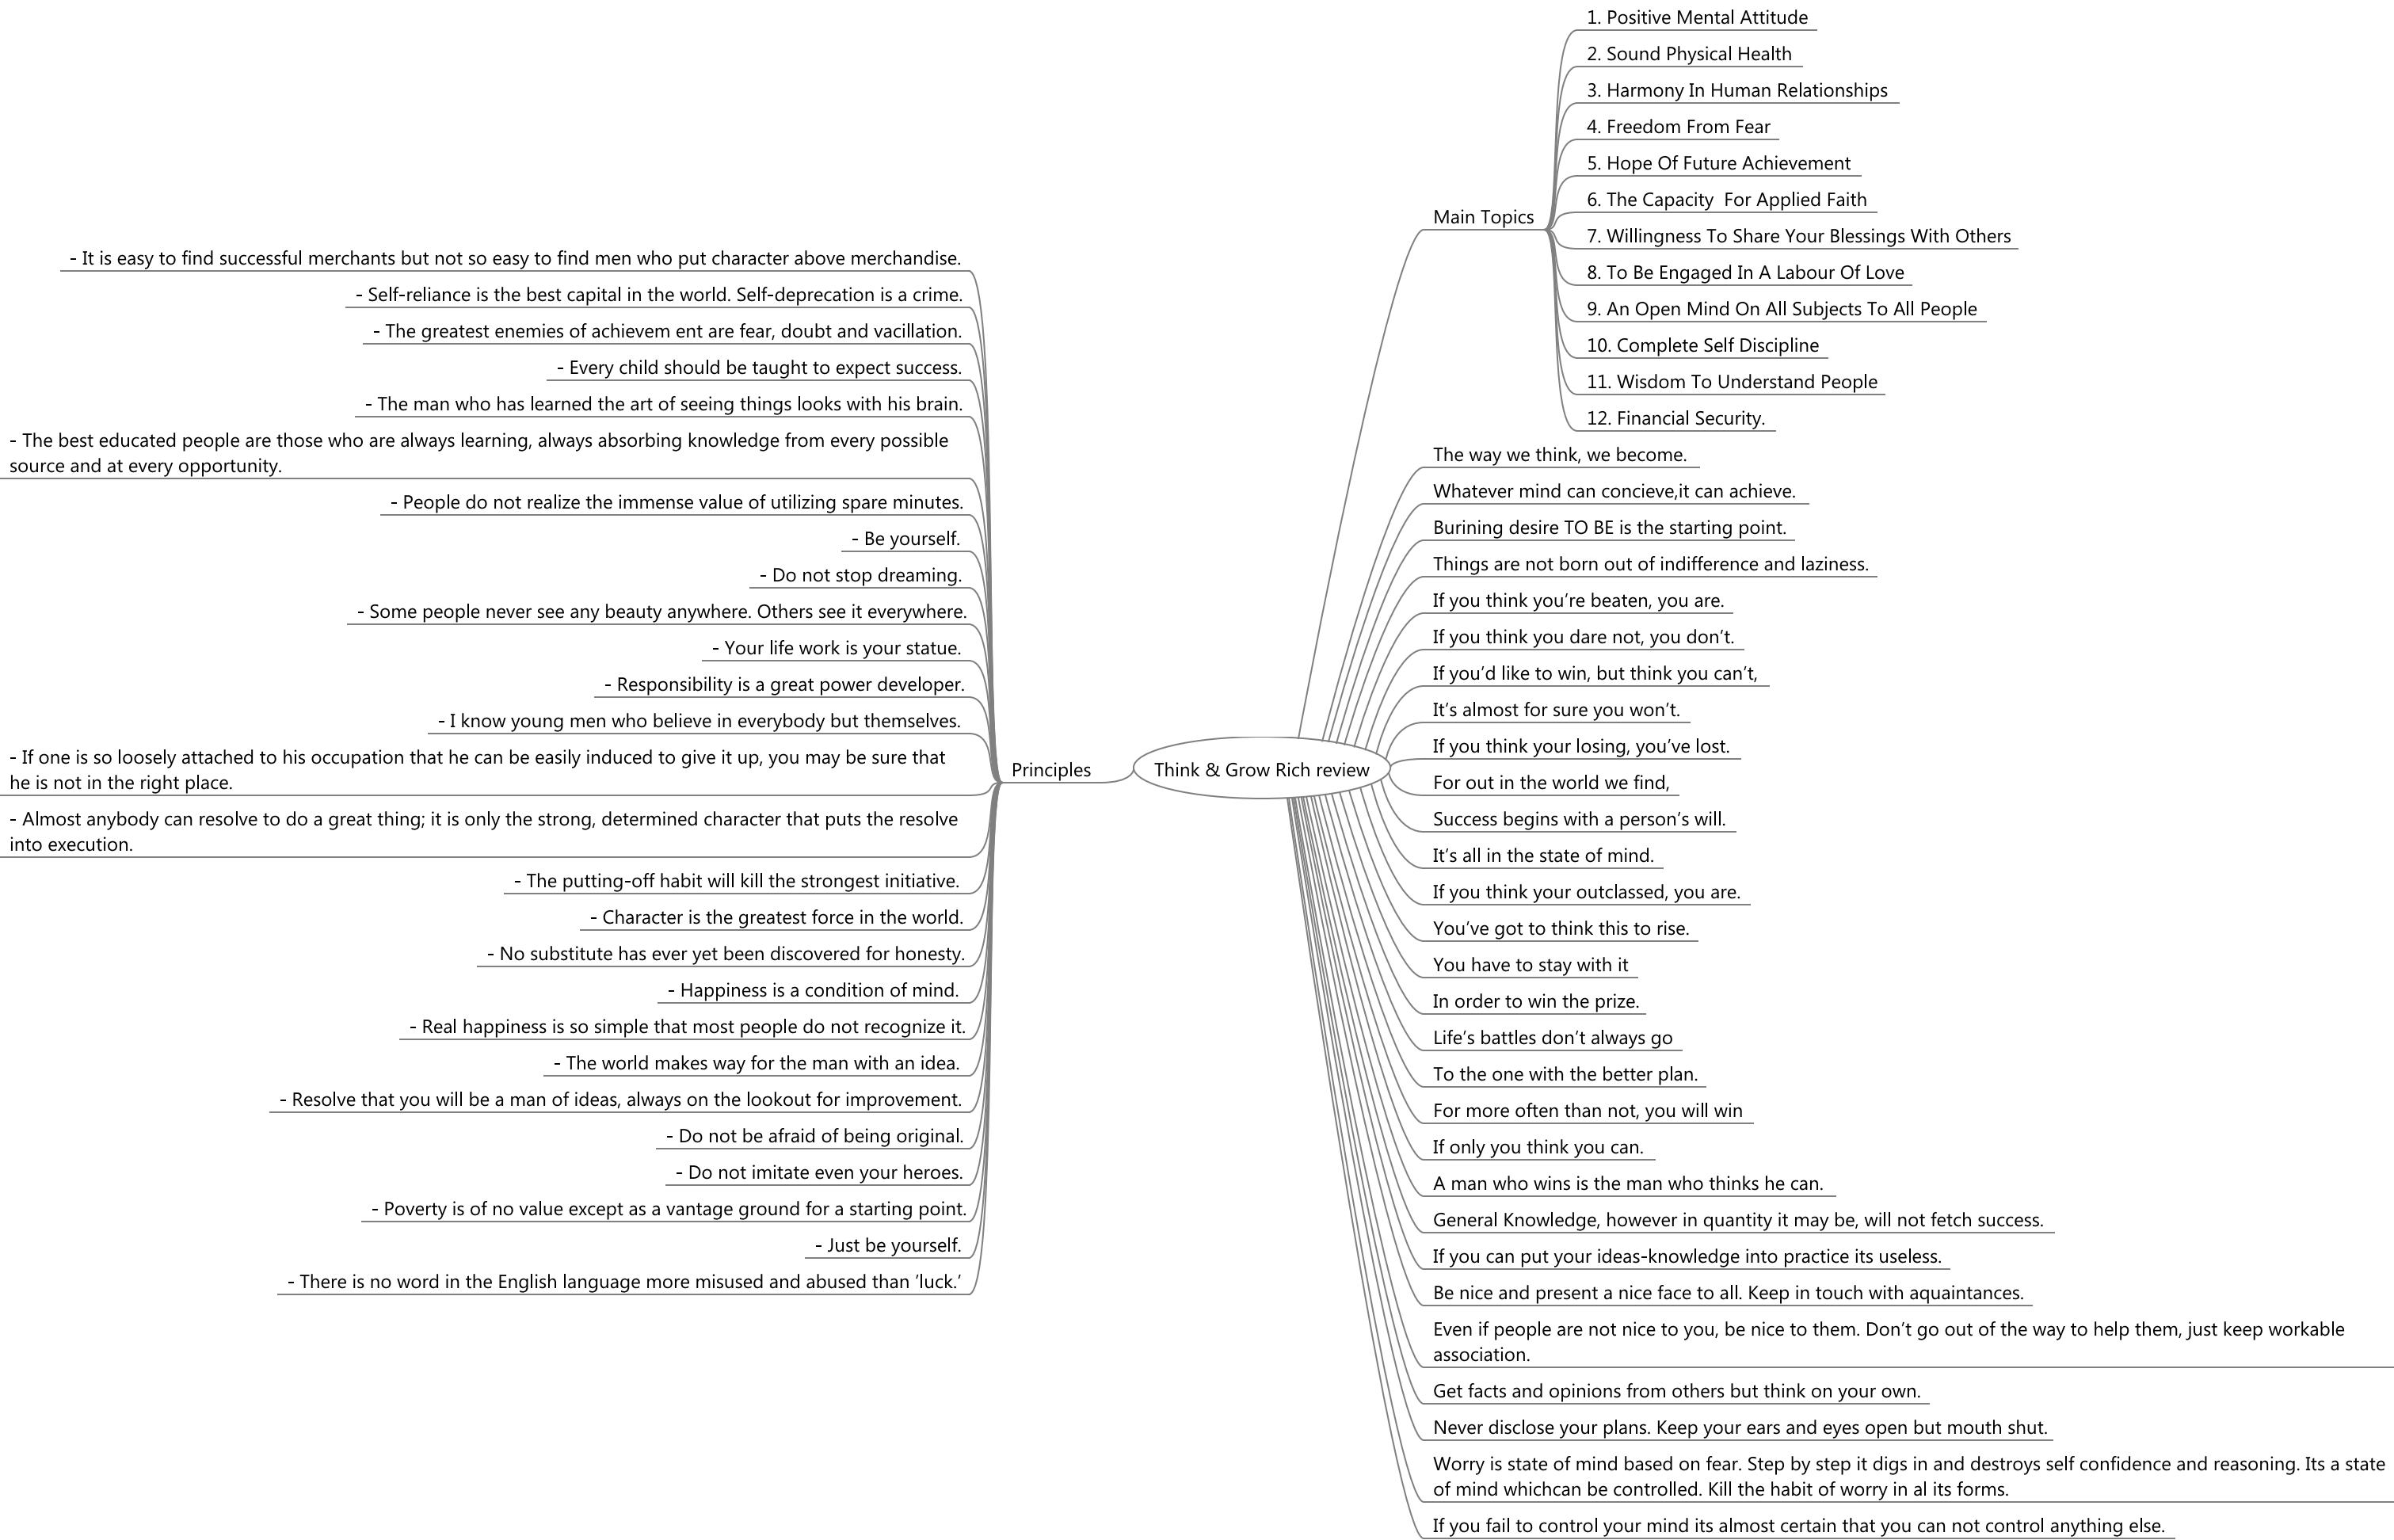 Think & Grow Rich review
Main Topics
1. Positive Mental Attitude
2. Sound Physical Health
3. Harmony In Human Relationships
4. Freedom From Fear
5. Hope Of Future Achievement
6. The Capacity  For Applied Faith
7. Willingness To Share Your Blessings With Others
8. To Be Engaged In A Labour Of Love
9. An Open Mind On All Subjects To All People
10. Complete Self Discipline
11. Wisdom To Understand People
12. Financial Security.
The way we think, we become.
Whatever mind can concieve,it can achieve.
Burining desire TO BE is the starting point.
Things are not born out of indifference and laziness.
If you think you’re beaten, you are.
If you think you dare not, you don’t.
If you’d like to win, but think you can’t,
It’s almost for sure you won’t.
If you think your losing, you’ve lost.
For out in the world we find,
Success begins with a person’s will.
It’s all in the state of mind.
If you think your outclassed, you are.
You’ve got to think this to rise.
You have to stay with it
In order to win the prize.
Life’s battles don’t always go
To the one with the better plan.
For more often than not, you will win
If only you think you can.
A man who wins is the man who thinks he can.
General Knowledge, however in quantity it may be, will not fetch success.
If you can put your ideas-knowledge into practice its useless.
Be nice and present a nice face to all. Keep in touch with aquaintances.
Even if people are not nice to you, be nice to them. Don’t go out of the way to help them, just keep workable
association.
Get facts and opinions from others but think on your own.
Never disclose your plans. Keep your ears and eyes open but mouth shut.
Worry is state of mind based on fear. Step by step it digs in and destroys self confidence and reasoning. Its a state
of mind whichcan be controlled. Kill the habit of worry in al its forms.
If you fail to control your mind its almost certain that you can not control anything else.
Principles
- It is easy to find successful merchants but not so easy to find men who put character above merchandise.
- Self-reliance is the best capital in the world. Self-deprecation is a crime.
- The greatest enemies of achievem ent are fear, doubt and vacillation.
- Every child should be taught to expect success.
- The man who has learned the art of seeing things looks with his brain.
- The best educated people are those who are always learning, always absorbing knowledge from every possible
source and at every opportunity.
- People do not realize the immense value of utilizing spare minutes.
- Be yourself.
- Do not stop dreaming.
- Some people never see any beauty anywhere. Others see it everywhere.
- Your life work is your statue.
- Responsibility is a great power developer.
- I know young men who believe in everybody but themselves.
- If one is so loosely attached to his occupation that he can be easily induced to give it up, you may be sure that
he is not in the right place.
- Almost anybody can resolve to do a great thing; it is only the strong, determined character that puts the resolve
into execution.
- The putting-off habit will kill the strongest initiative.
- Character is the greatest force in the world.
- No substitute has ever yet been discovered for honesty.
- Happiness is a condition of mind.
- Real happiness is so simple that most people do not recognize it.
- The world makes way for the man with an idea.
- Resolve that you will be a man of ideas, always on the lookout for improvement.
- Do not be afraid of being original.
- Do not imitate even your heroes.
- Poverty is of no value except as a vantage ground for a starting point.
- Just be yourself.
- There is no word in the English language more misused and abused than ’luck.’